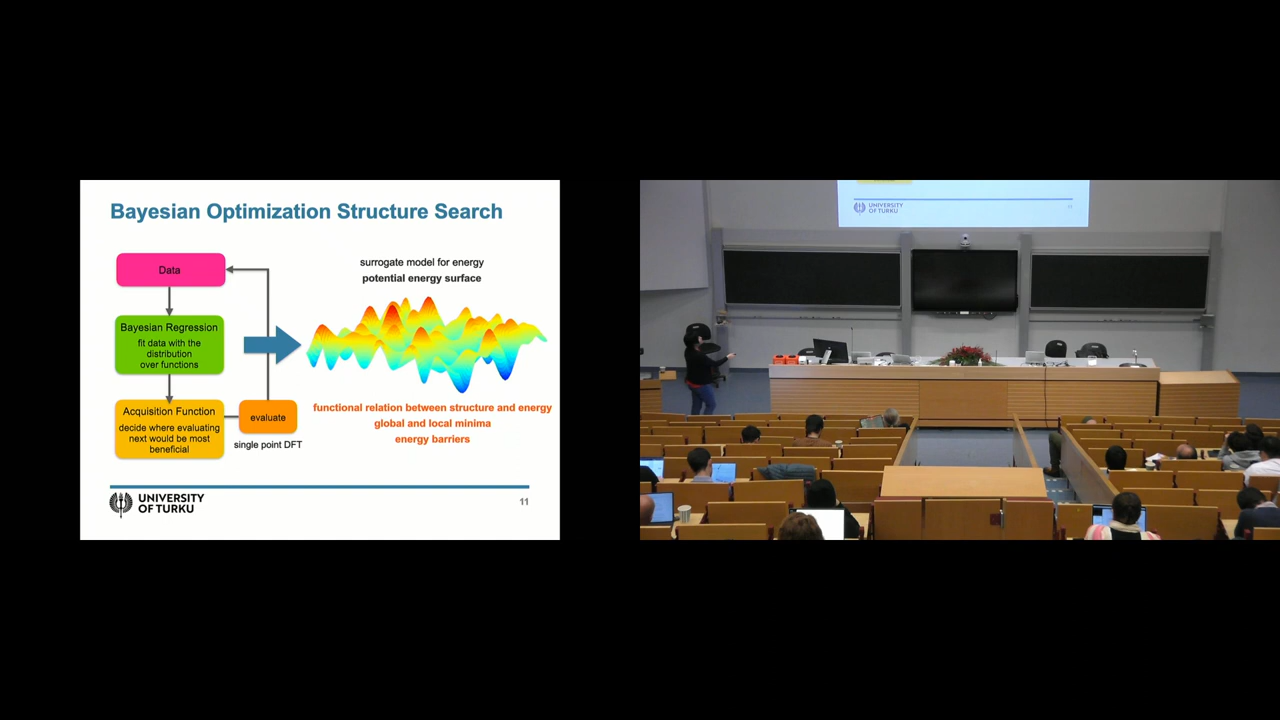 Bayesian Optimization Structure Search
Data
Bayesian Regression
fit data with the
distribution
over functions
Acquisition Function
decide where evaluating
next would be most
beneficial
evaluate
single point DFT
surrogate model for energy
potential energy surface
functional relation between structure and energy
global and local minima
energy barriers
UNIVERSITY
OF TURKU
11
UNIVERSITY
OF TURKU